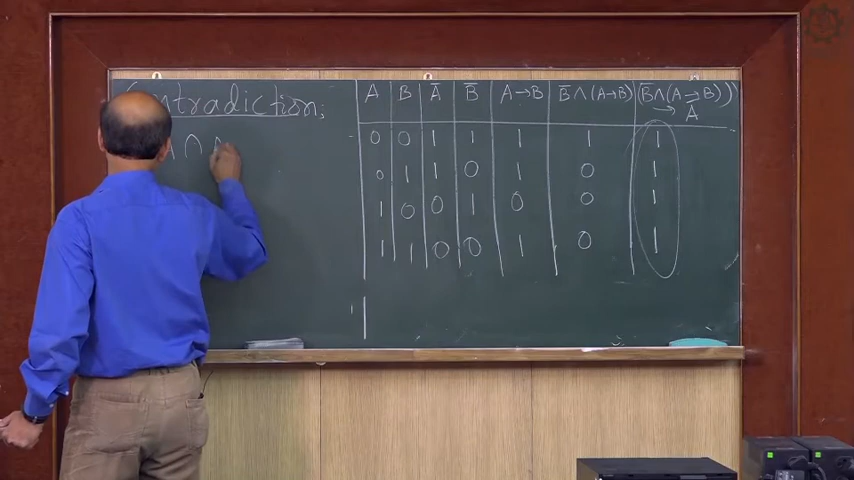 Contradiction;
A ∩
A B A̅ B̅ A→B B̅∧(A→B) (B̅∧(A→B))
→ A̅
0 0 1 1 1 1 1
0 1 1 0 1 0 1
1 0 0 1 0 0 1
1 1 0 0 1 0 1